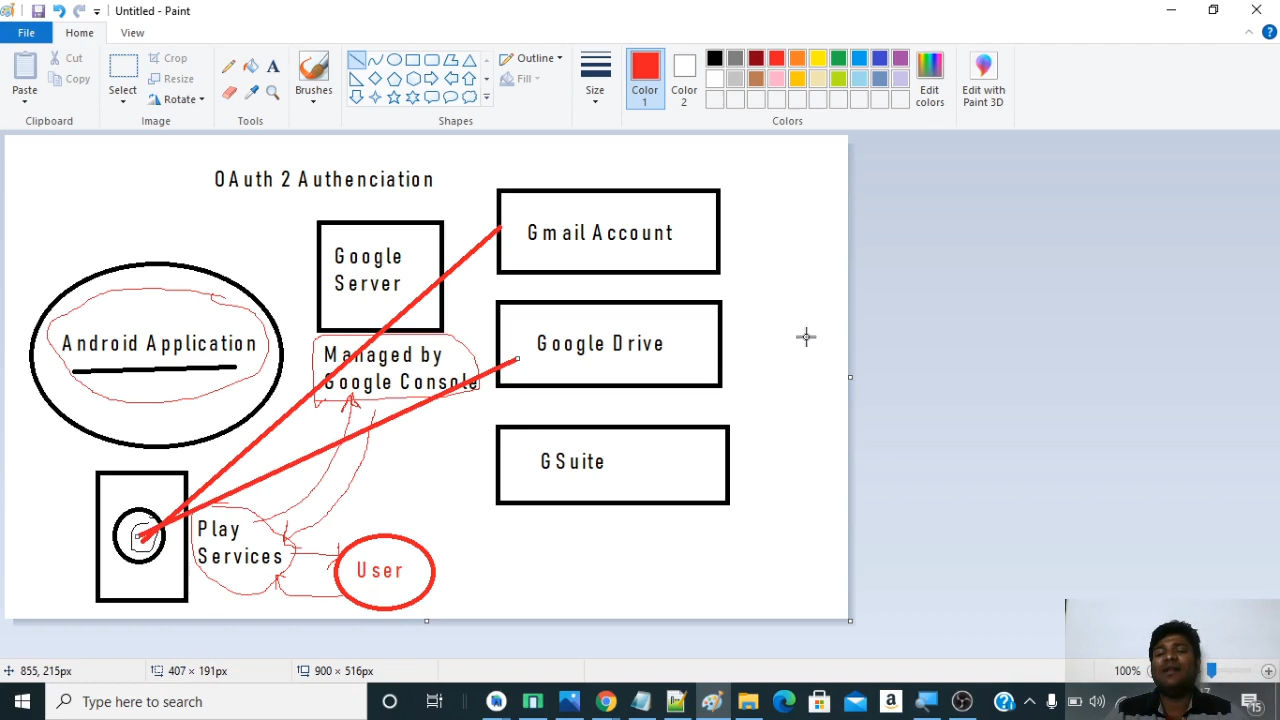 Untitled - Paint
File
Home
View
Paste
Cut
Copy
Clipboard
Select
Crop
Resize
Rotate
Image
A
Tools
Brushes
Outline
Fill
Shapes
Size
Color
1
Color
2
Edit
colors
Edit with
Paint 3D
Colors
OAuth 2 Authenciation
Google
Server
Gmail Account
Android Application
Managed by
Google Console
Google Drive
GSuite
Play
Services
User
855, 215px
407 × 191px
900 × 516px
100%
Type here to search
a
17
15